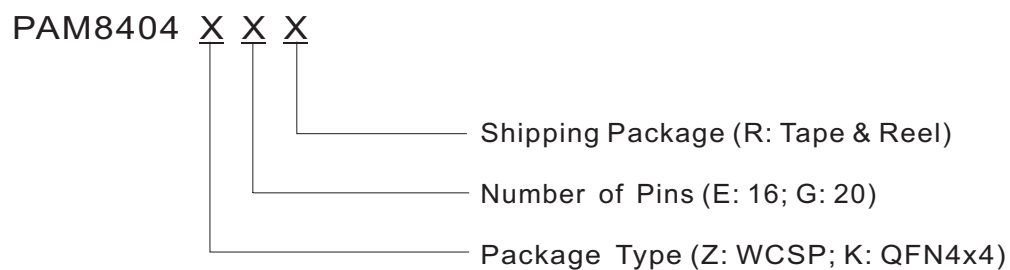 PAM8404 X X X
Shipping Package (R: Tape & Reel)
Number of Pins (E: 16; G: 20)
Package Type (Z: WCSP; K: QFN4x4)